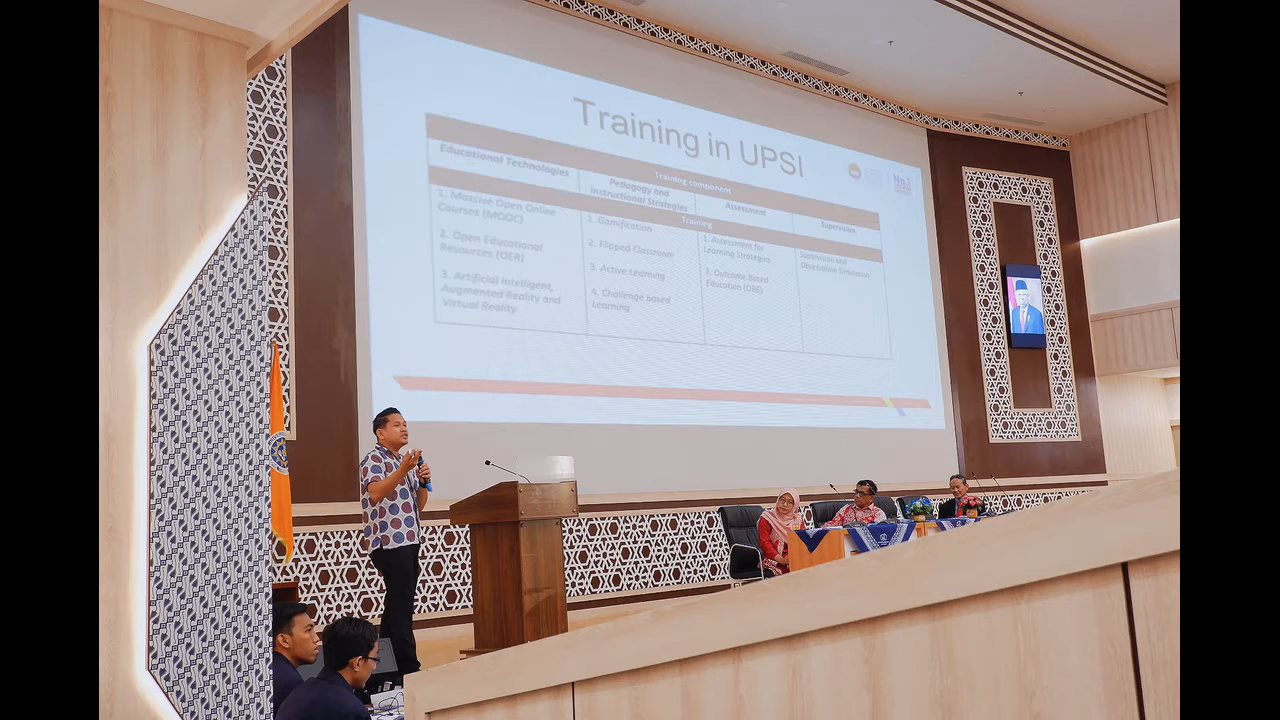 Training in UPSI
Training component
Educational Technologies
Pedagogy and
Instructional Strategies
Assessment
Supervision
Training
1. Massive Open Online
Courses (MOOC)
2. Open Educational
Resources (OER)
3. Artificial Intelligent,
Augmented Reality and
Virtual Reality
1. Gamification
2. Flipped Classroom
3. Active Learning
4. Challenge based
Learning
1. Assessment for
Learning Strategies
2. Outcome Based
Education (OBE)
Supervision and
Observation Simulation
No.1